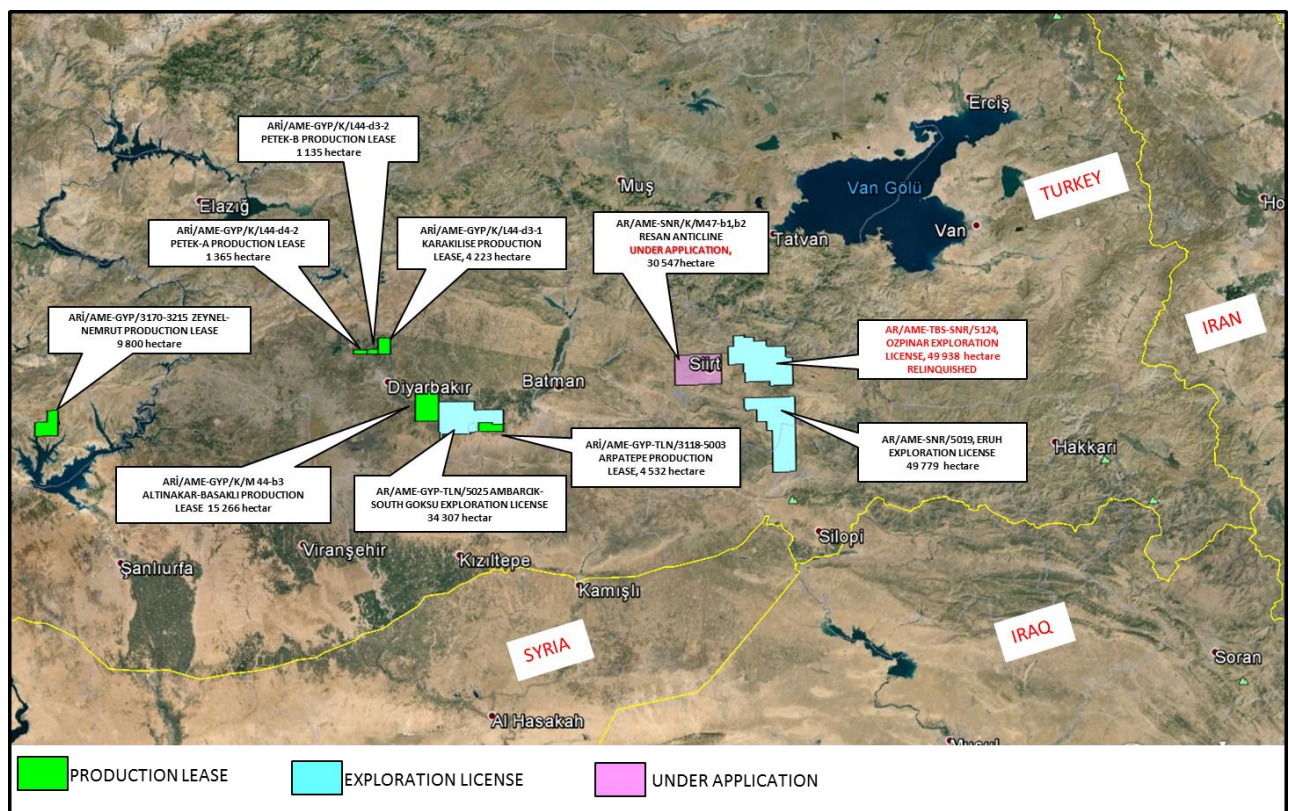 ARİ/AME-GYP/K/L44-d3-2
PETEK-B PRODUCTION LEASE
1 135 hectare
Erciş
Muş
Van Gölü
TURKEY
Elazığ
ARİ/AME-GYP/K/L44-d4-2
PETEK-A PRODUCTION LEASE
1 365 hectare
ARİ/AME-GYP/K/L44-d3-1
KARAKILISE PRODUCTION
LEASE, 4 223 hectare
AR/AME-SNR/K/M47-b1,b2
RESAN ANTICLINE
UNDER APPLICATION,
30 547hectare
Tatvan
Van
Ho
IRAN
ARİ/AME-GYP/3170-3215 ZEYNEL-
NEMRUT PRODUCTION LEASE
9 800 hectare
AR/AME-TBS-SNR/5124,
OZPINAR EXPLORATION
LICENSE, 49 938 hectare
RELINQUISHED
Siirt
Diyarbakır
Batman
ARİ/AME-GYP/K/M 44-b3
ALTINAKAR-BASAKLI PRODUCTION
LEASE 15 266 hectar
AR/AME-GYP-TLN/5025 AMBARCIK-
SOUTH GOKSU EXPLORATION LICENSE
34 307 hectar
ARİ/AME-GYP-TLN/3118-5003
ARPATEPE PRODUCTION
LEASE, 4 532 hectare
AR/AME-SNR/5019, ERUH
EXPLORATION LICENSE
49 779 hectare
Hakkari
Viranşehir
Kızıltepe
Silopi
Şanlıurfa
Kamışlı
SYRIA
IRAQ
Soran
Al Hasakah
Musul
PRODUCTION LEASE
EXPLORATION LICENSE
UNDER APPLICATION